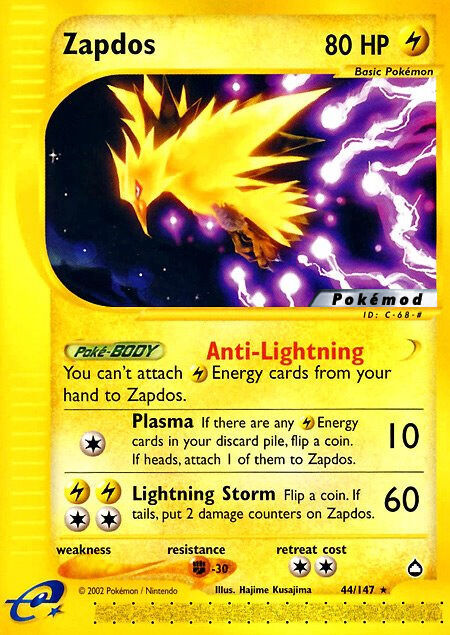 Zapdos 80 HP
Basic Pokémon
Pokémod
ID: C-68-#
Poké-BODY Anti-Lightning
You can't attach Energy cards from your
hand to Zapdos.
Plasma If there are any Energy
cards in your discard pile, flip a coin.
If heads, attach 1 of them to Zapdos.
10
Lightning Storm Flip a coin. If
tails, put 2 damage counters on Zapdos.
60
weakness resistance retreat cost
-30
© 2002 Pokémon / Nintendo Illus. Hajime Kusajima 44/147 ★
e